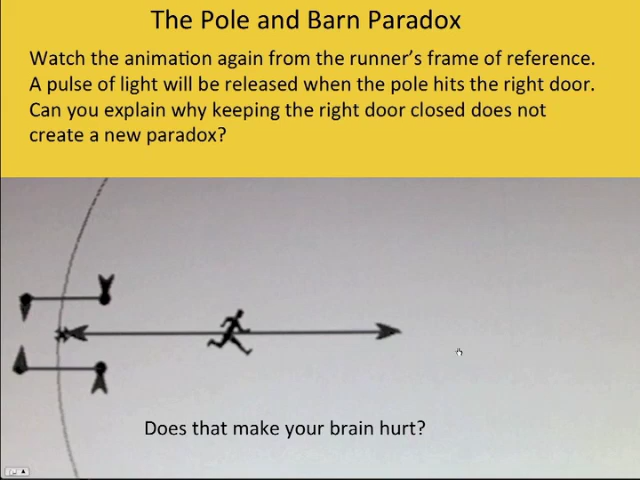 The Pole and Barn Paradox
Watch the animation again from the runner's frame of reference.
A pulse of light will be released when the pole hits the right door.
Can you explain why keeping the right door closed does not
create a new paradox?
Does that make your brain hurt?